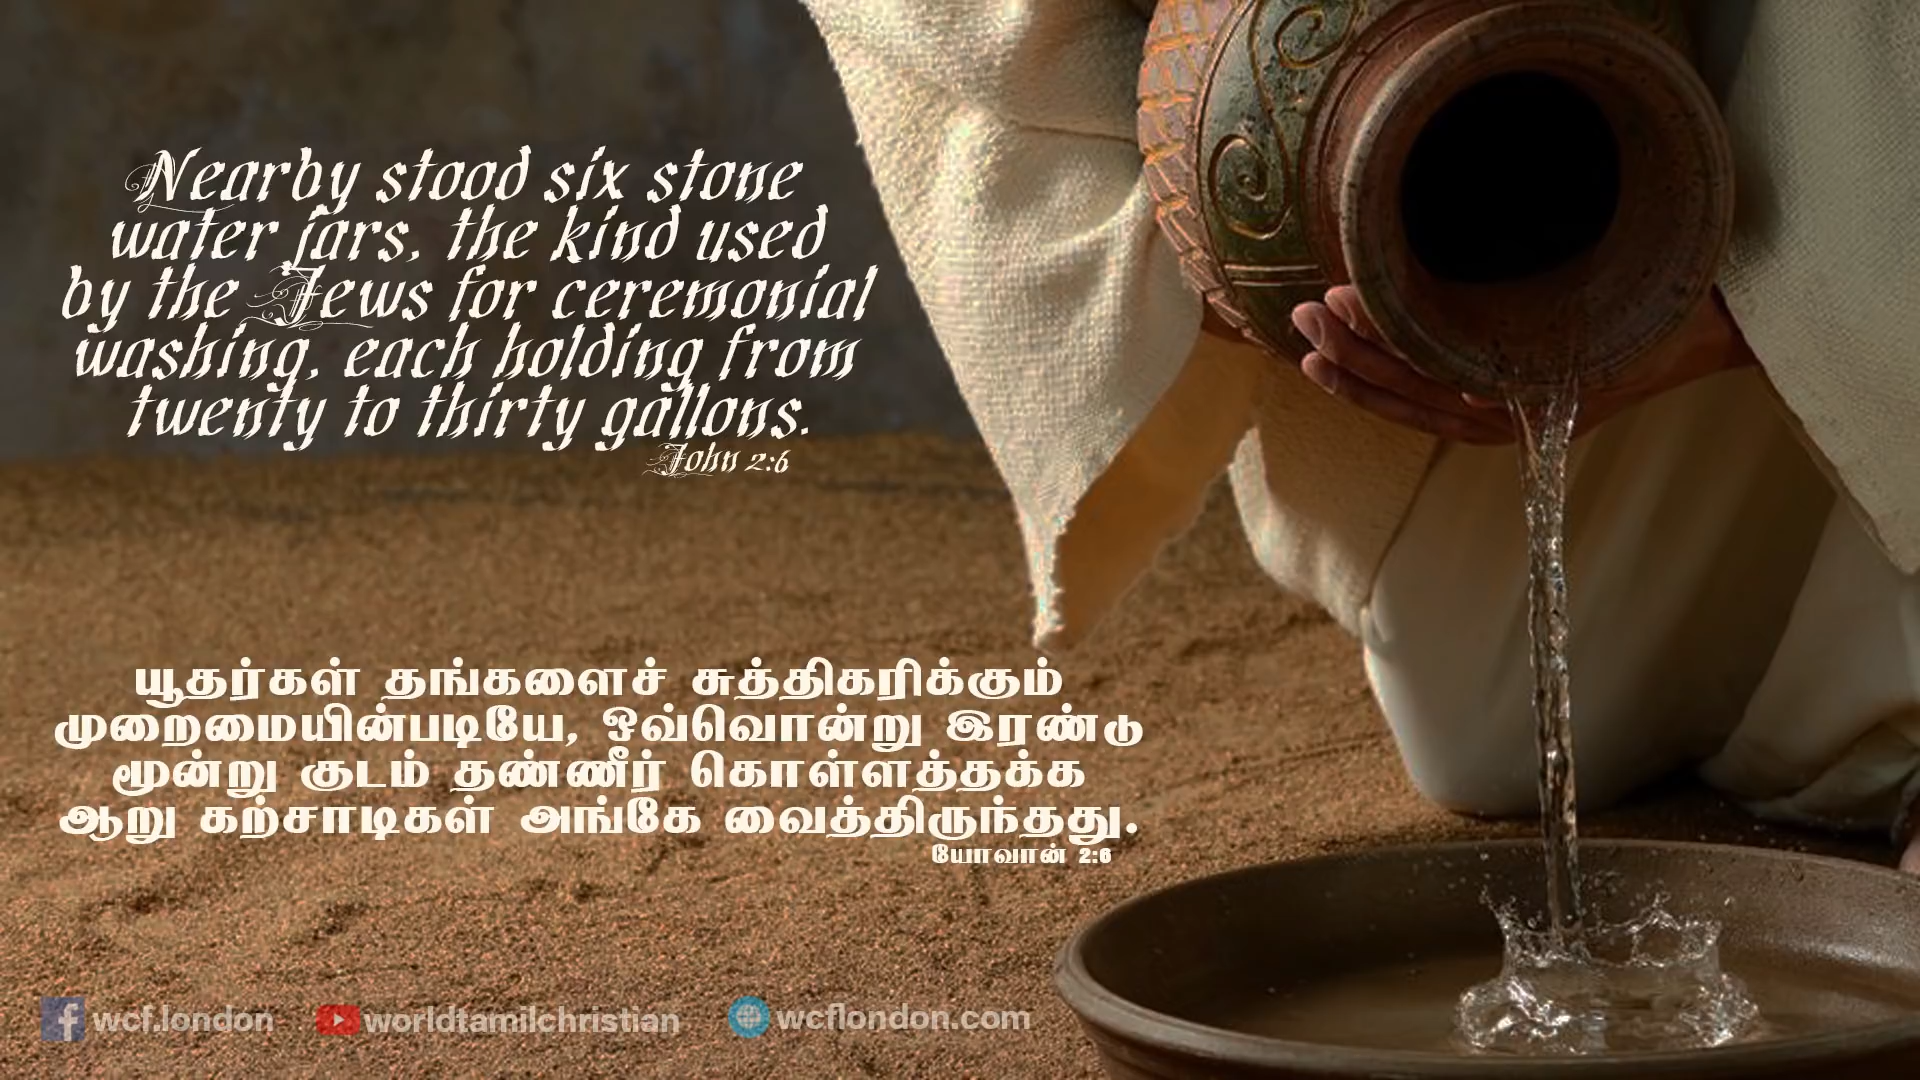 Nearby stood six stone
water jars, the kind used
by the Jews for ceremonial
washing, each holding from
twenty to thirty gallons.
John 2:6
யூதர்கள் தங்களைச் சுத்திகரிக்கும்
முறைமையின்படியே, ஒவ்வொன்று இரண்டு
மூன்று குடம் தண்ணீர் கொள்ளத்தக்க
ஆறு கற்சாடிகள் அங்கே வைத்திருந்தது.
யோவான் 2:6
wcf.london worldtamilchristian wcflondon.com